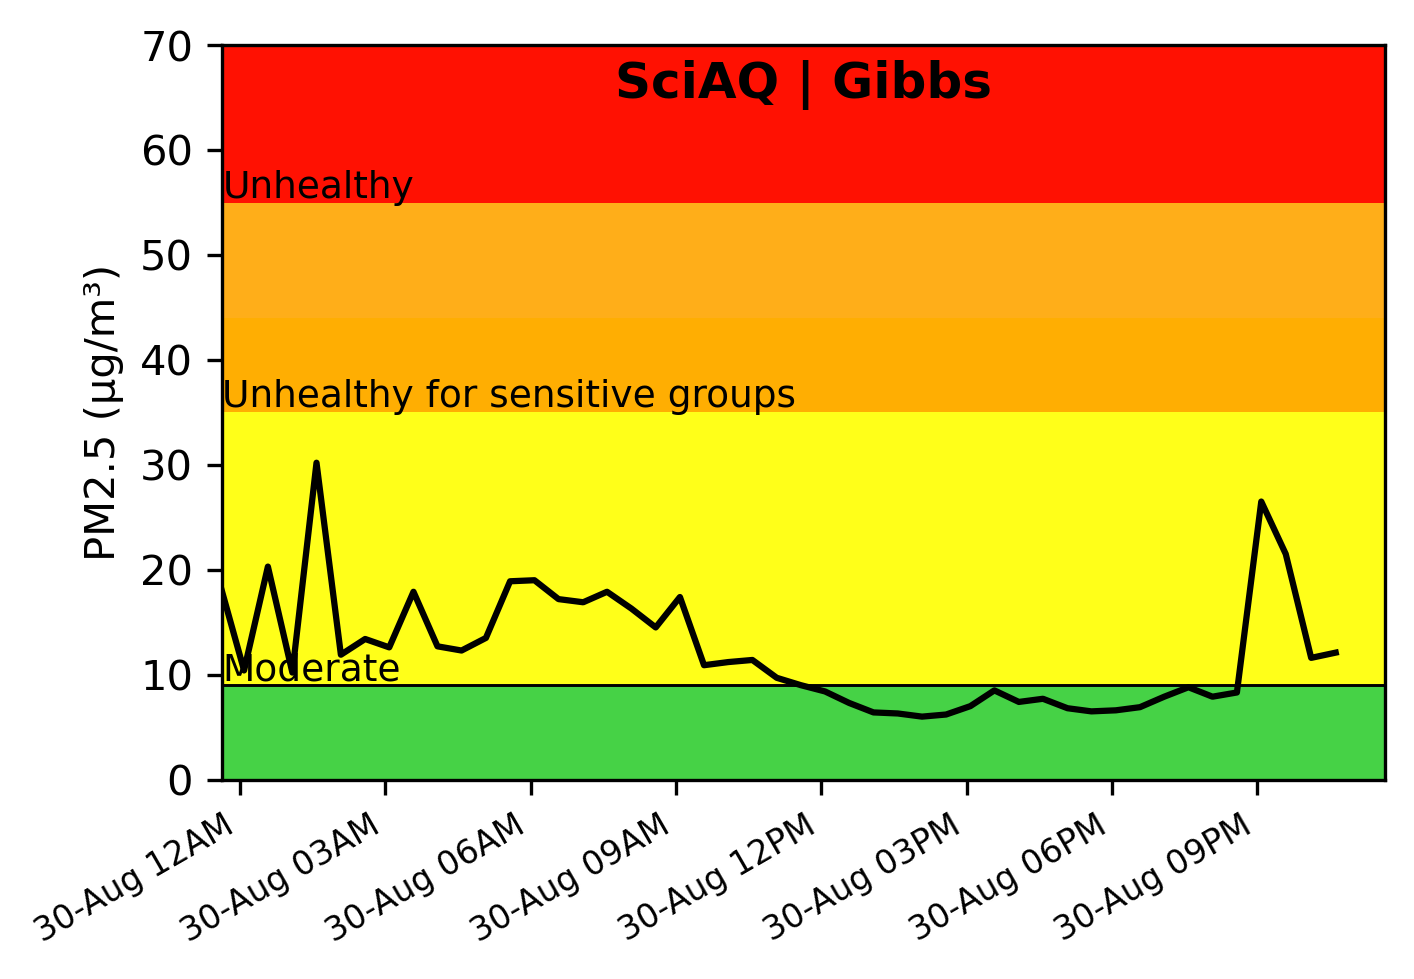 SciAQ | Gibbs
PM2.5 (µg/m³)
70
60
50
40
30
20
10
0
Unhealthy
Unhealthy for sensitive groups
Moderate
30-Aug 12AM
30-Aug 03AM
30-Aug 06AM
30-Aug 09AM
30-Aug 12PM
30-Aug 03PM
30-Aug 06PM
30-Aug 09PM